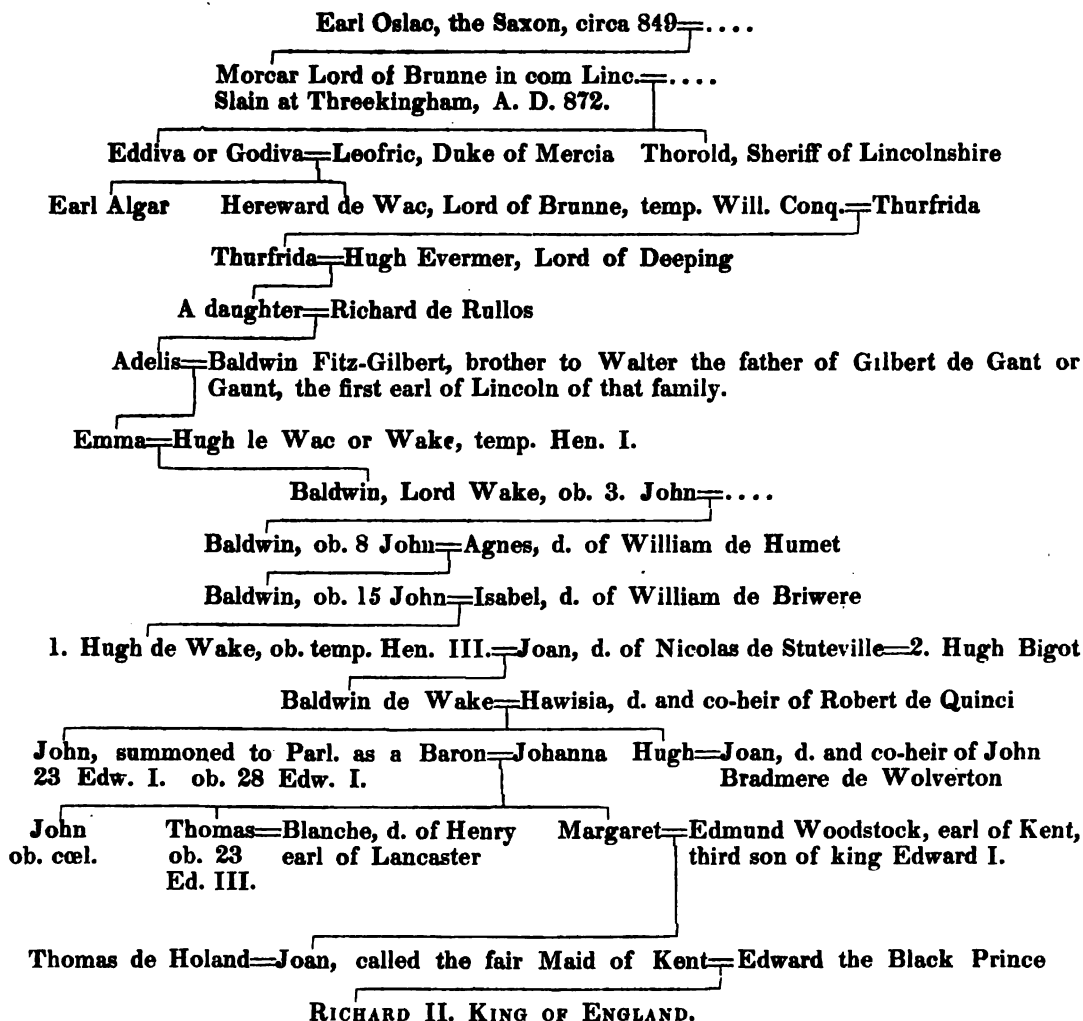 Earl Oslac, the Saxon, circa 849=....
Morcar Lord of Brunne in com Linc.=....
Slain at Threekingham, A. D. 872.
Eddiva or Godiva=Leofric, Duke of Mercia Thorold, Sheriff of Lincolnshire
Earl Algar Hereward de Wac, Lord of Brunne, temp. Will. Conq.=Thurfrida
Thurfrida=Hugh Evermer, Lord of Deeping
A daughter=Richard de Rullos
Adelis=Baldwin Fitz-Gilbert, brother to Walter the father of Gilbert de Gant or
Gaunt, the first earl of Lincoln of that family.
Emma=Hugh le Wac or Wake, temp. Hen. I.
Baldwin, Lord Wake, ob. 3. John=....
Baldwin, ob. 8 John=Agnes, d. of William de Humet
Baldwin, ob. 15 John=Isabel, d. of William de Briwere
1. Hugh de Wake, ob. temp. Hen. III.=Joan, d. of Nicolas de Stuteville=2. Hugh Bigot
Baldwin de Wake=Hawisia, d. and co-heir of Robert de Quinci
John, summoned to Parl. as a Baron=Johanna Hugh=Joan, d. and co-heir of John
23 Edw. I. ob. 28 Edw. I. Bradmere de Wolverton
John Thomas=Blanche, d. of Henry Margaret=Edmund Woodstock, earl of Kent,
ob. cœl. ob. 23 earl of Lancaster third son of king Edward I.
Ed. III.
Thomas de Holand=Joan, called the fair Maid of Kent=Edward the Black Prince
RICHARD II. KING OF ENGLAND.